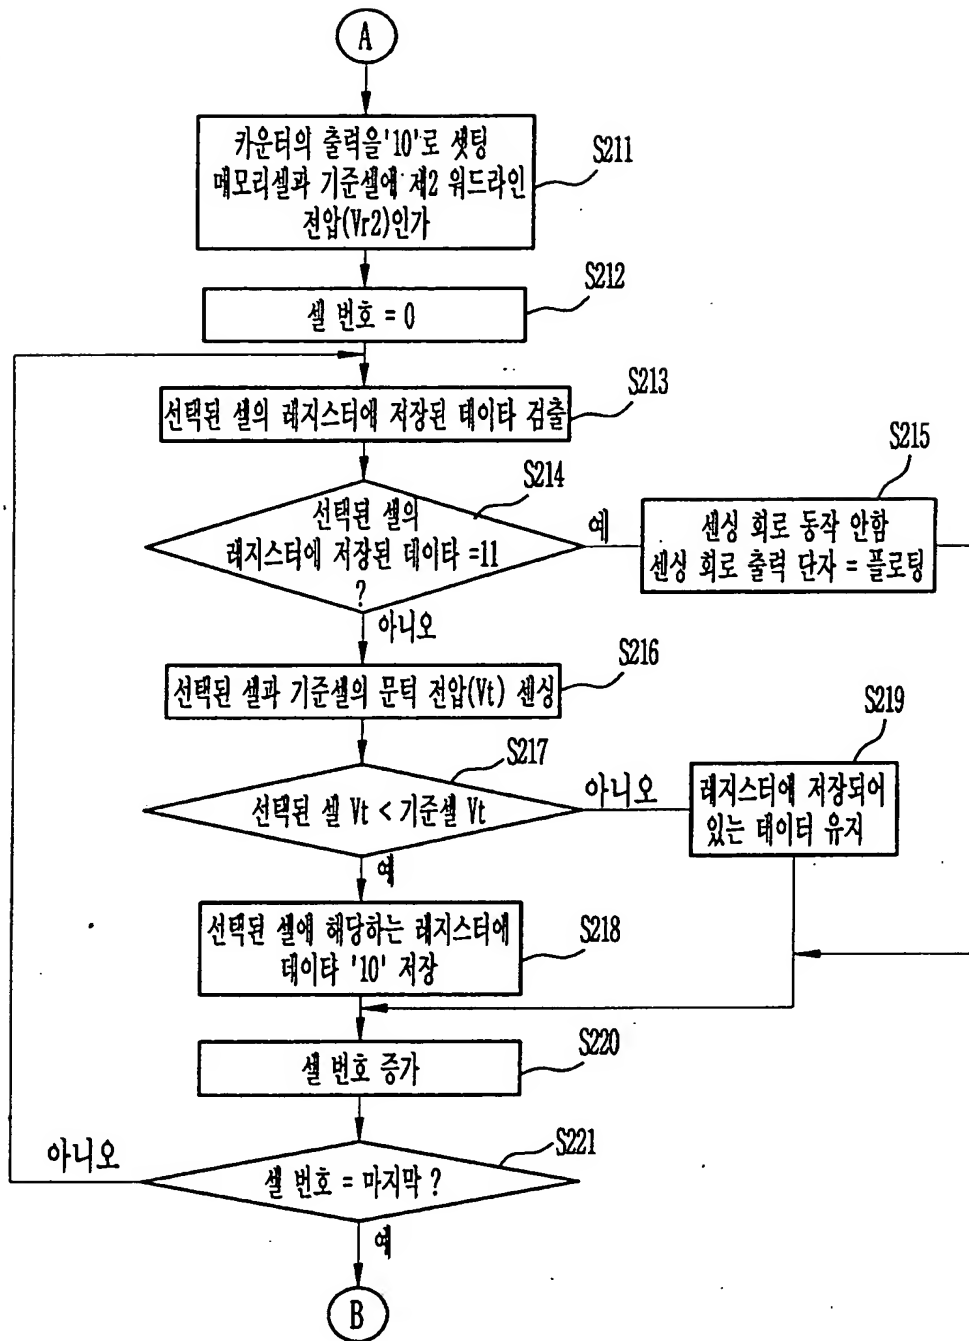 A
카운터의 출력을'10'로 셋팅
메모리셀과 기준셀에 제2 워드라인
전압(Vr2)인가
S211
S212
셀 번호 = 0
S213
선택된 셀의 레지스터에 저장된 데이타 검출
S214
선택된 셀의
레지스터에 저장된 데이타 =11
?
예
S215
센싱 회로 동작 안함
센싱 회로 출력 단자 = 플로팅
아니오
S216
선택된 셀과 기준셀의 문턱 전압(Vt) 센싱
S217
선택된 셀 Vt < 기준셀 Vt
아니오
S219
레지스터에 저장되어
있는 데이터 유지
예
선택된 셀에 해당하는 레지스터에
데이타 '10' 저장
S218
S220
셀 번호 증가
S221
아니오
셀 번호 = 마지막 ?
예
B